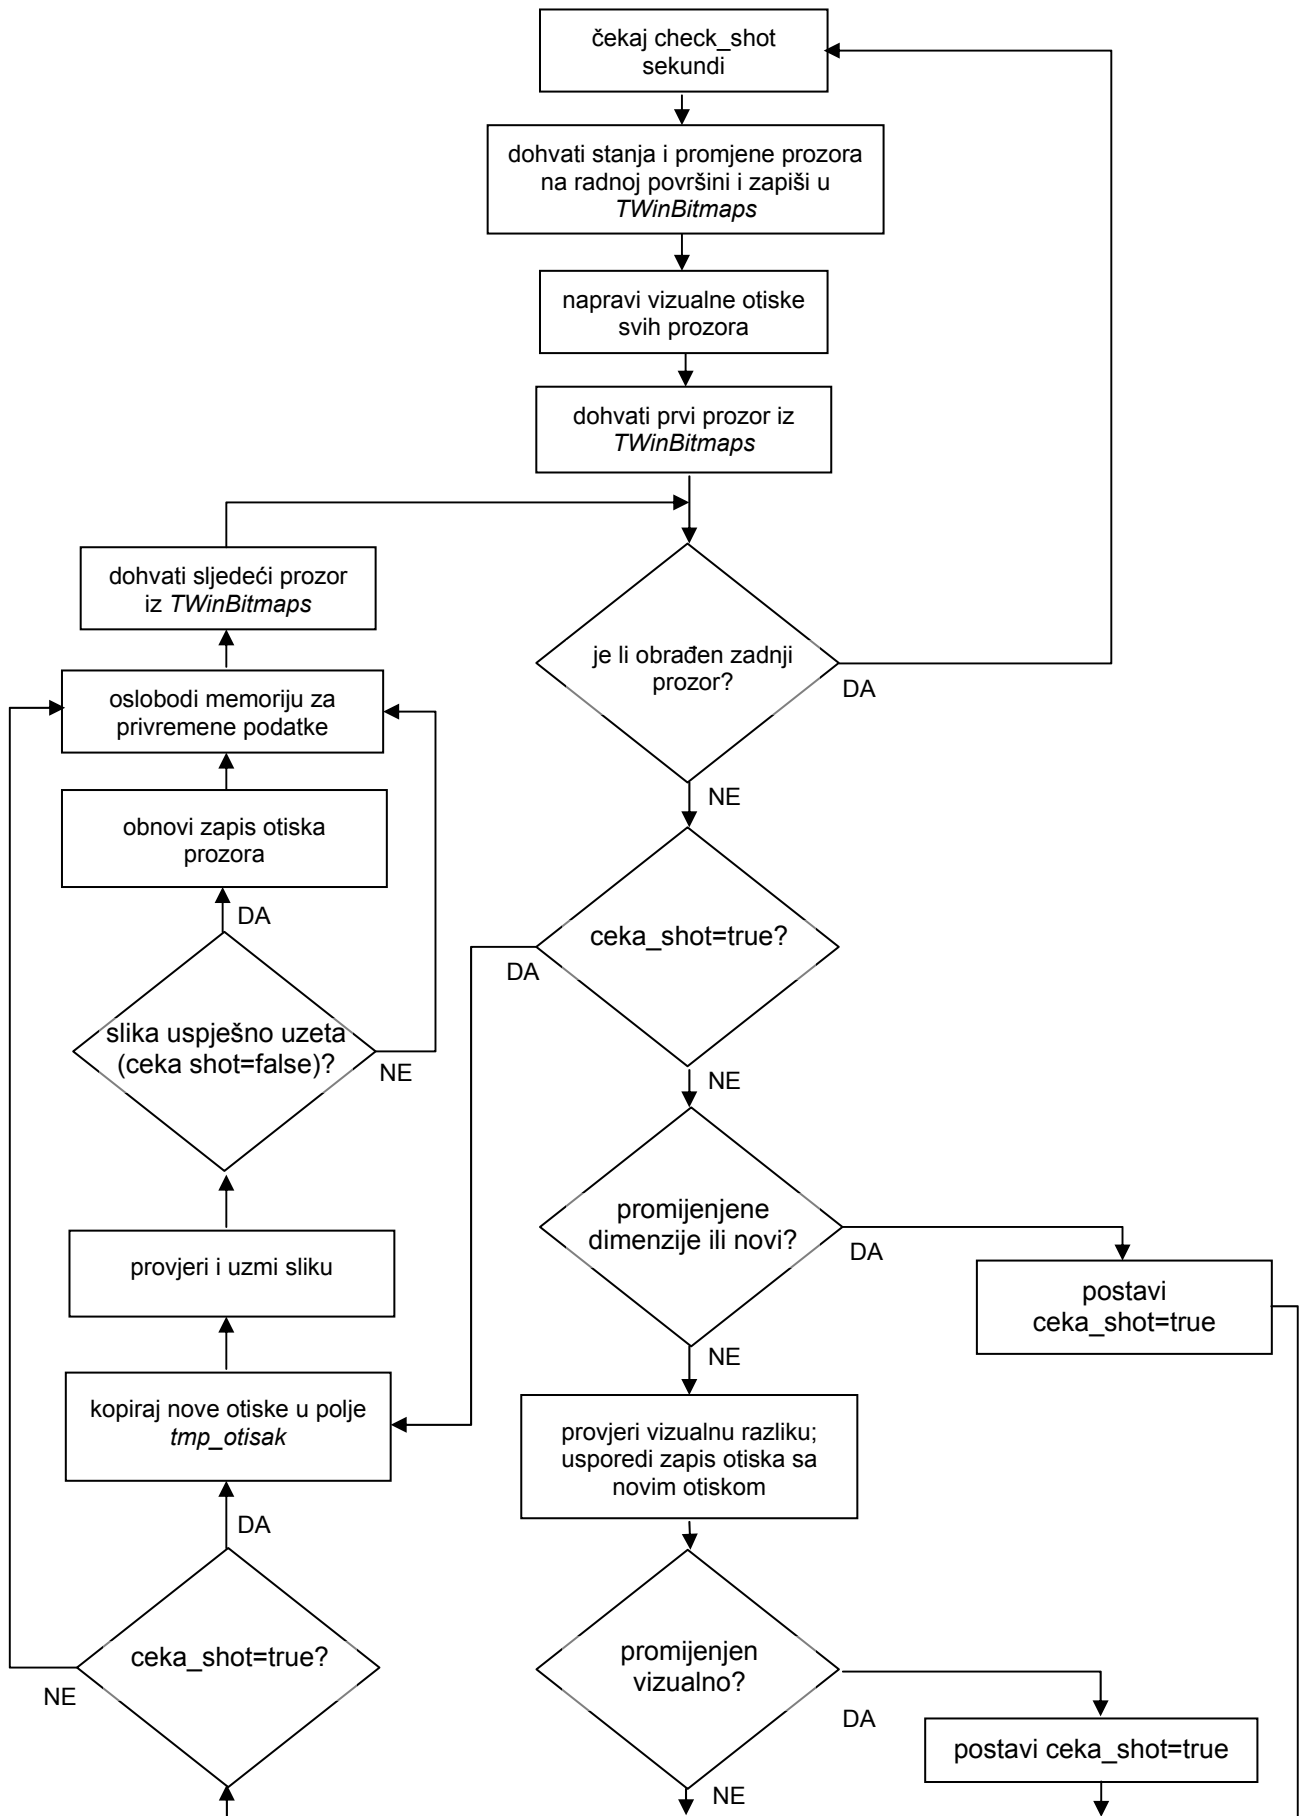 čekaj check_shot
sekundi
dohvati stanja i promjene prozora
na radnoj površini i zapiši u
TWinBitmaps
napravi vizualne otiske
svih prozora
dohvati prvi prozor iz
TWinBitmaps
dohvati sljedeći prozor
iz TWinBitmaps
je li obrađen zadnji
prozor?
DA
oslobodi memoriju za
privremene podatke
NE
obnovi zapis otiska
prozora
DA
ceka_shot=true?
DA
slika uspješno uzeta
(ceka shot=false)?
NE
NE
promijenjene
dimenzije ili novi?
DA
provjeri i uzmi sliku
postavi
ceka_shot=true
NE
kopiraj nove otiske u polje
tmp_otisak
provjeri vizualnu razliku;
usporedi zapis otiska sa
novim otiskom
DA
ceka_shot=true?
NE
promijenjen
vizualno?
DA
postavi ceka_shot=true
NE